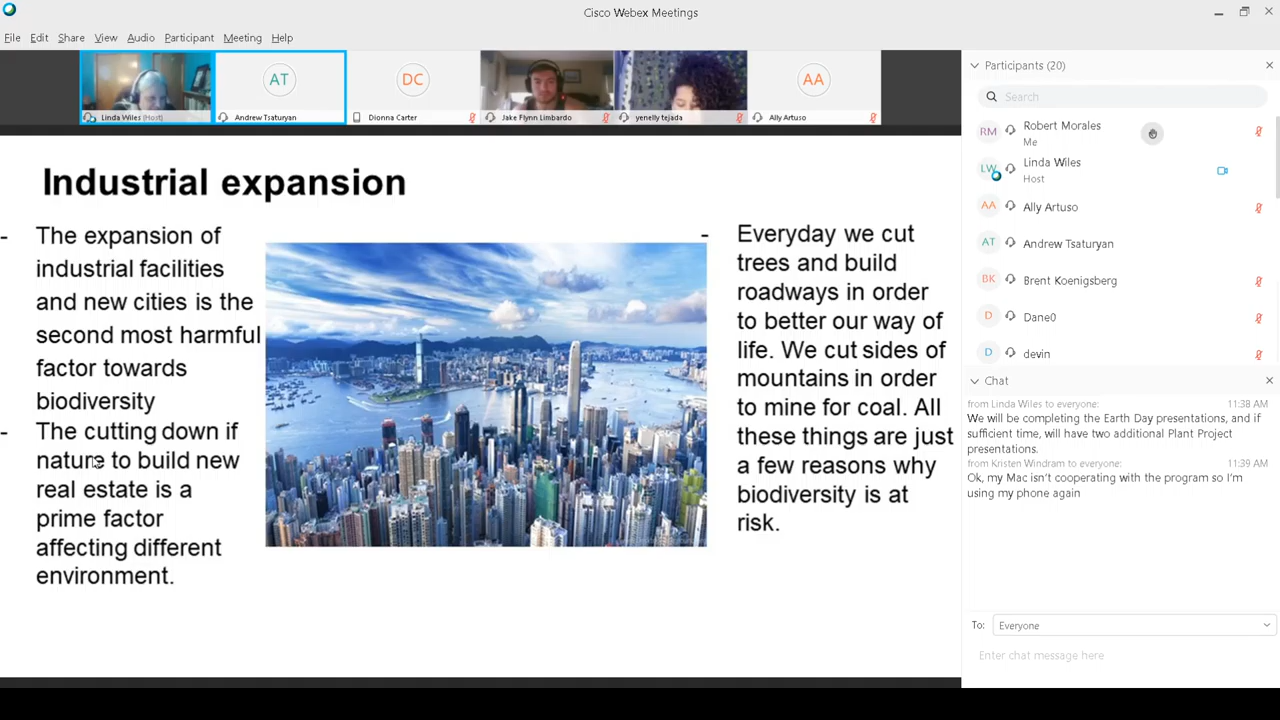 Cisco Webex Meetings
File Edit Share View Audio Participant Meeting Help
Linda Wiles (Host)
AT
Andrew Tsaturyan
DC
Dionna Carter
Jake Flynn Limbardo
yenelly tejada
AA
Ally Artuso
Industrial expansion
- The expansion of
industrial facilities
and new cities is the
second most harmful
factor towards
biodiversity
- The cutting down if
nature to build new
real estate is a
prime factor
affecting different
environment.
- Everyday we cut
trees and build
roadways in order
to better our way of
life. We cut sides of
mountains in order
to mine for coal. All
these things are just
a few reasons why
biodiversity is at
risk.
Participants (20)
Search
RM Robert Morales
Me
LW Linda Wiles
Host
AA Ally Artuso
AT Andrew Tsaturyan
BK Brent Koenigsberg
D Dane0
D devin
Chat
from Linda Wiles to everyone: 11:38 AM
We will be completing the Earth Day presentations, and if
sufficient time, will have two additional Plant Project
presentations.
from Kristen Windram to everyone: 11:39 AM
Ok, my Mac isn't cooperating with the program so I'm
using my phone again
To: Everyone
Enter chat message here